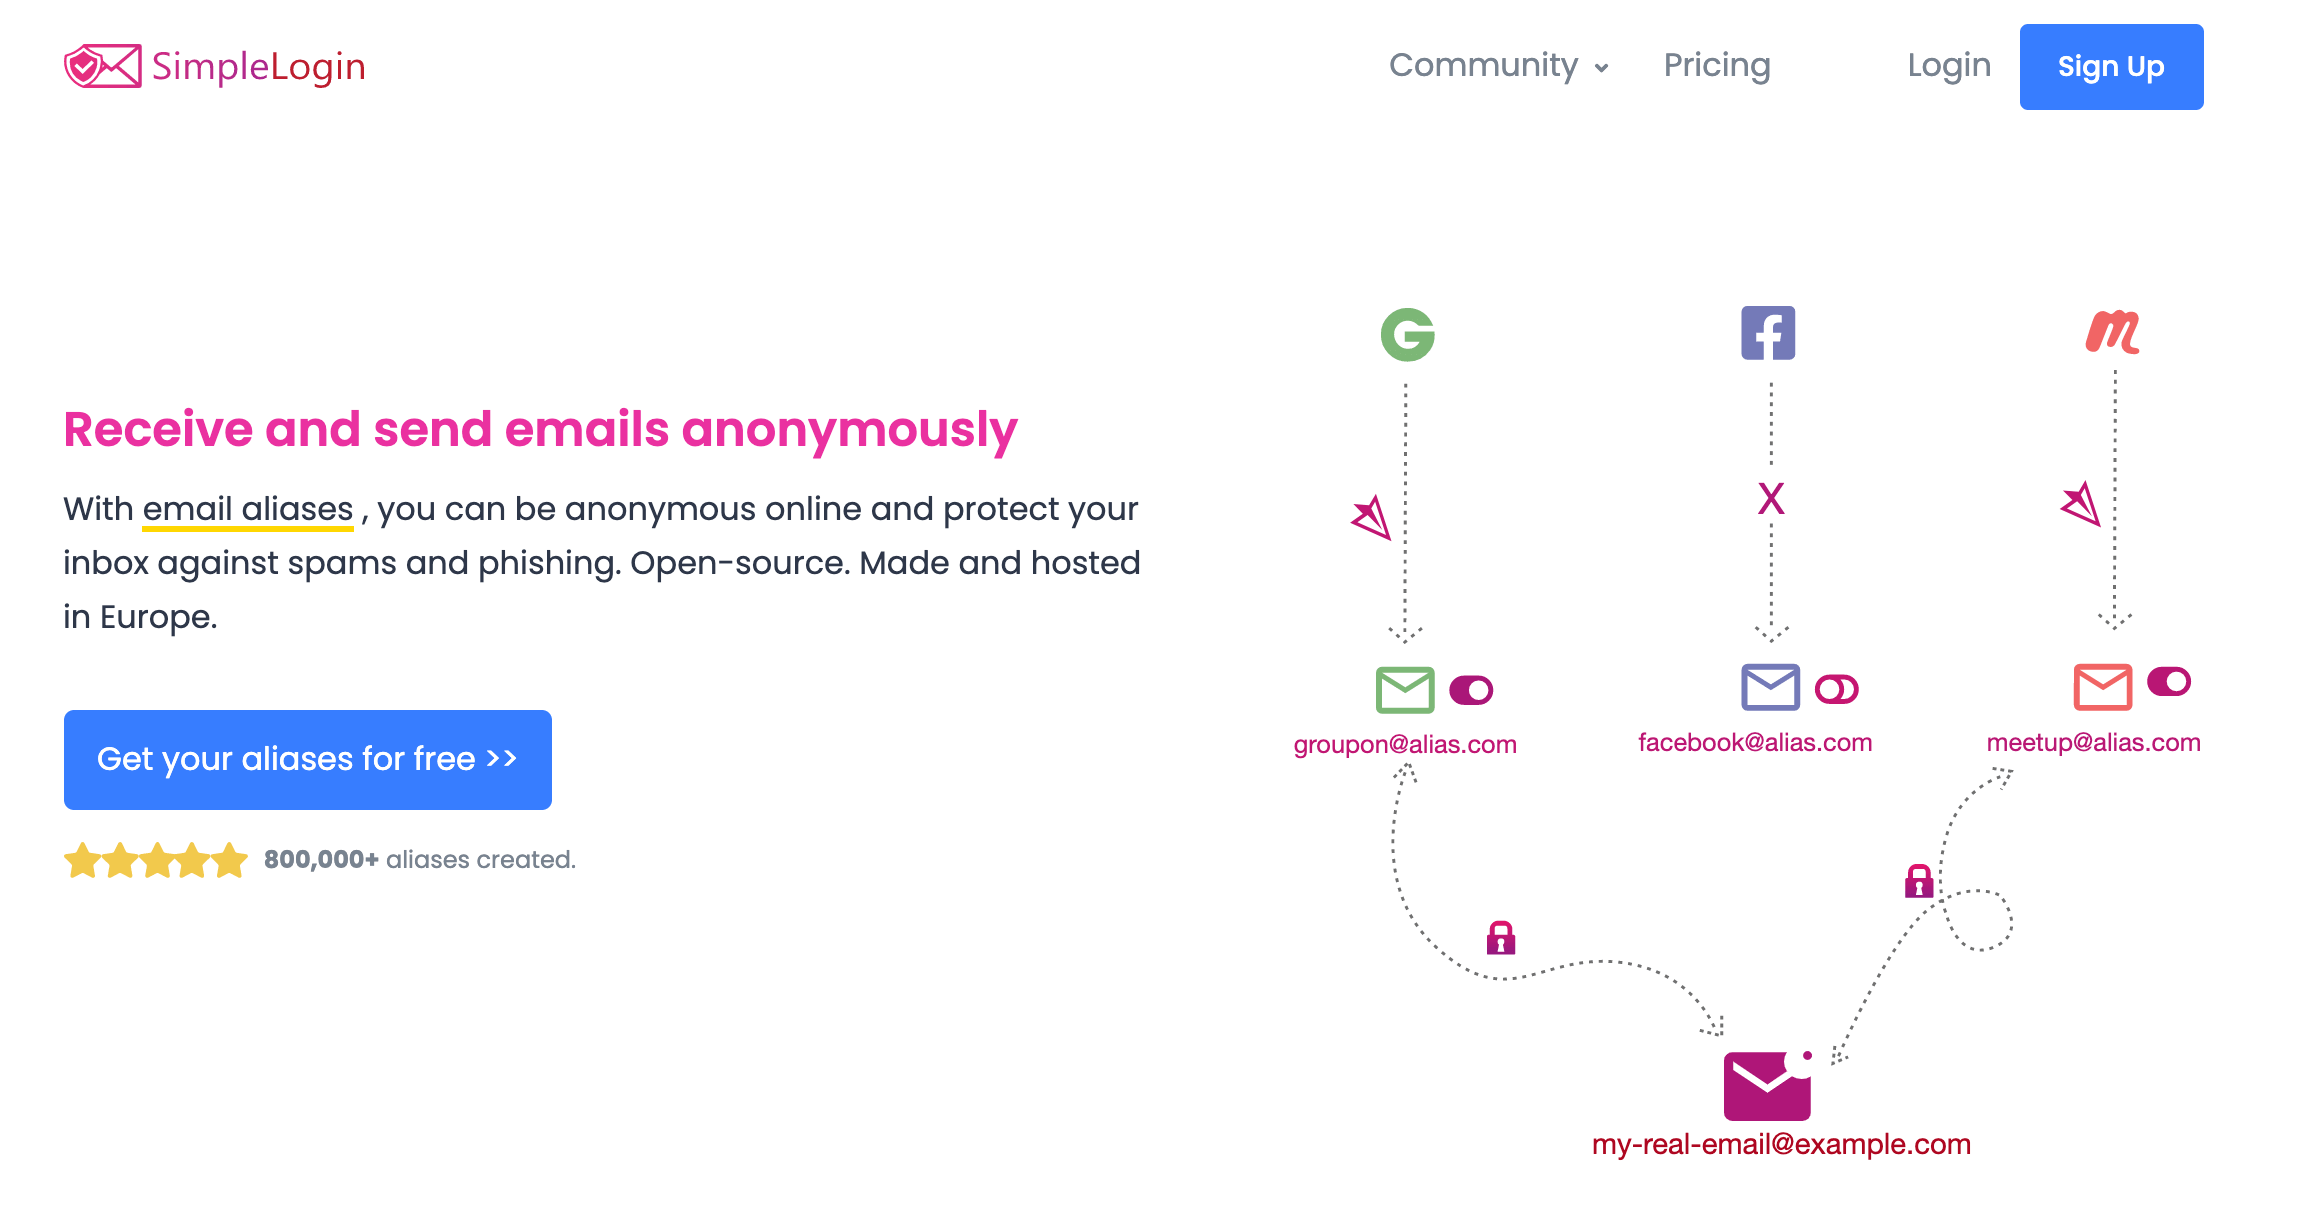 SimpleLogin
Community
Pricing
Login
Sign Up
Receive and send emails anonymously
With email aliases , you can be anonymous online and protect your
inbox against spams and phishing. Open-source. Made and hosted
in Europe.
Get your aliases for free >>
800,000+ aliases created.
X
groupon@alias.com
facebook@alias.com
meetup@alias.com
my-real-email@example.com